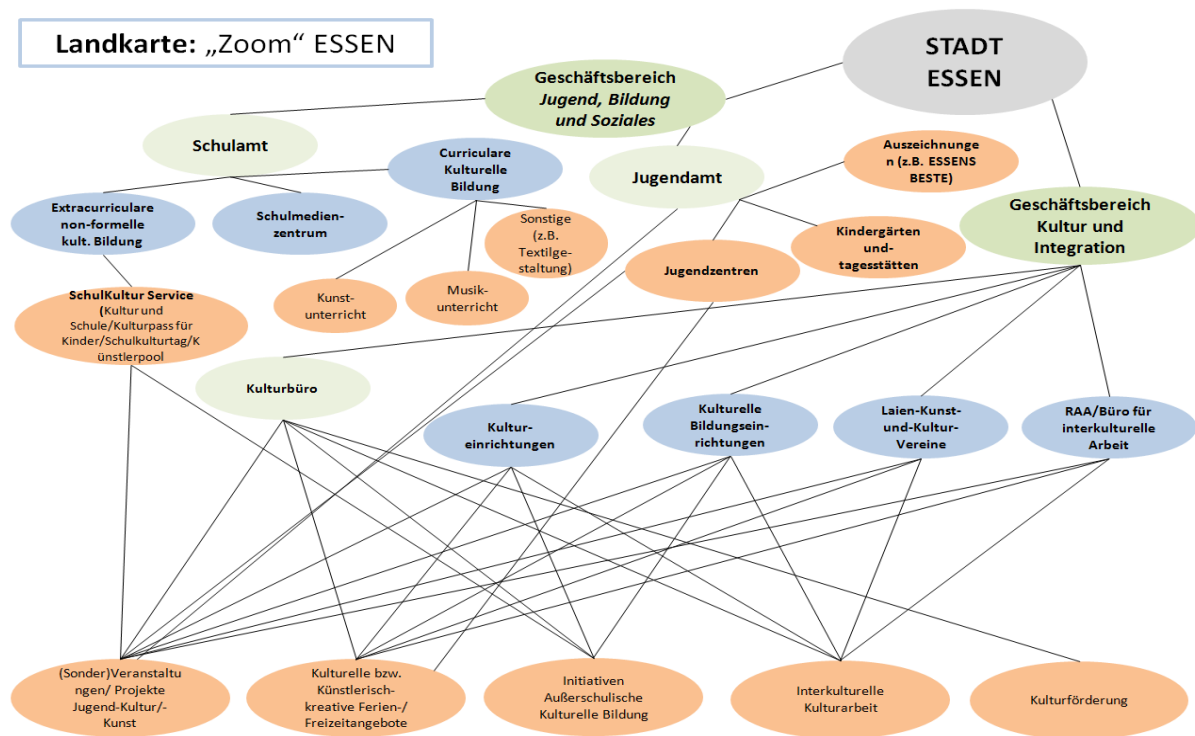 Landkarte: „Zoom“ ESSEN
STADT
ESSEN
Geschäftsbereich
Jugend, Bildung
und Soziales
Schulamt
Curriculare
Kulturelle
Bildung
Jugendamt
Auszeichnunge
n (z.B. ESSENS
BESTE)
Extracurriculare
non-formelle
kult. Bildung
Schulmedien-
zentrum
Sonstige
(z.B.
Textilge-
staltung)
Geschäftsbereich
Kultur und
Integration
Kindergärten
und-
tagesstätten
Jugendzentren
SchulKultur Service
(Kultur und
Schule/Kulturpass für
Kinder/Schulkulturtag/K
ünstlerpool
Kunst-
unterricht
Musik-
unterricht
Kulturbüro
Kultur-
einrichtungen
Kulturelle
Bildungsein-
richtungen
Laien-Kunst-
und-Kultur-
Vereine
RAA/Büro für
interkulturelle
Arbeit
(Sonder)Veranstaltu
ngen/ Projekte
Jugend-Kultur/-
Kunst
Kulturelle bzw.
Künstlerisch-
kreative Ferien-/
Freizeitangebote
Initiativen
Außerschulische
Kulturelle Bildung
Interkulturelle
Kulturarbeit
Kulturförderung